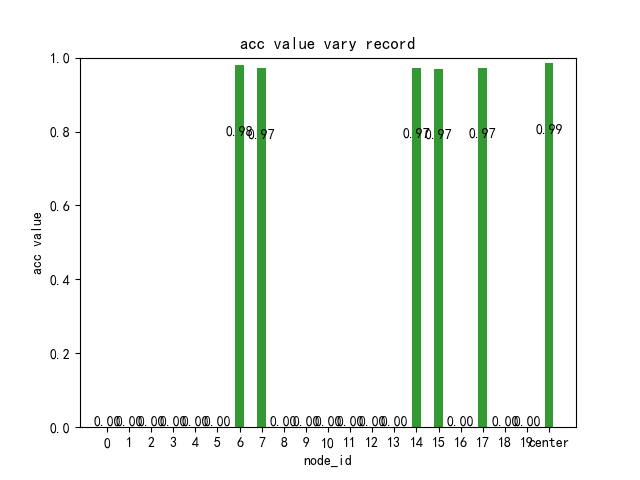 acc value vary record
1.0
0.8
0.6
0.4
0.2
0.0
acc value
0.98 0.97 0.97 0.97 0.97 0.99
0.00 0.00 0.00 0.00 0.00 0.00 0.00 0.00 0.00 0.00 0.00 0.00 0.00 0.00 0.00
0 1 2 3 4 5 6 7 8 9 10 11 12 13 14 15 16 17 18 19 center
node_id